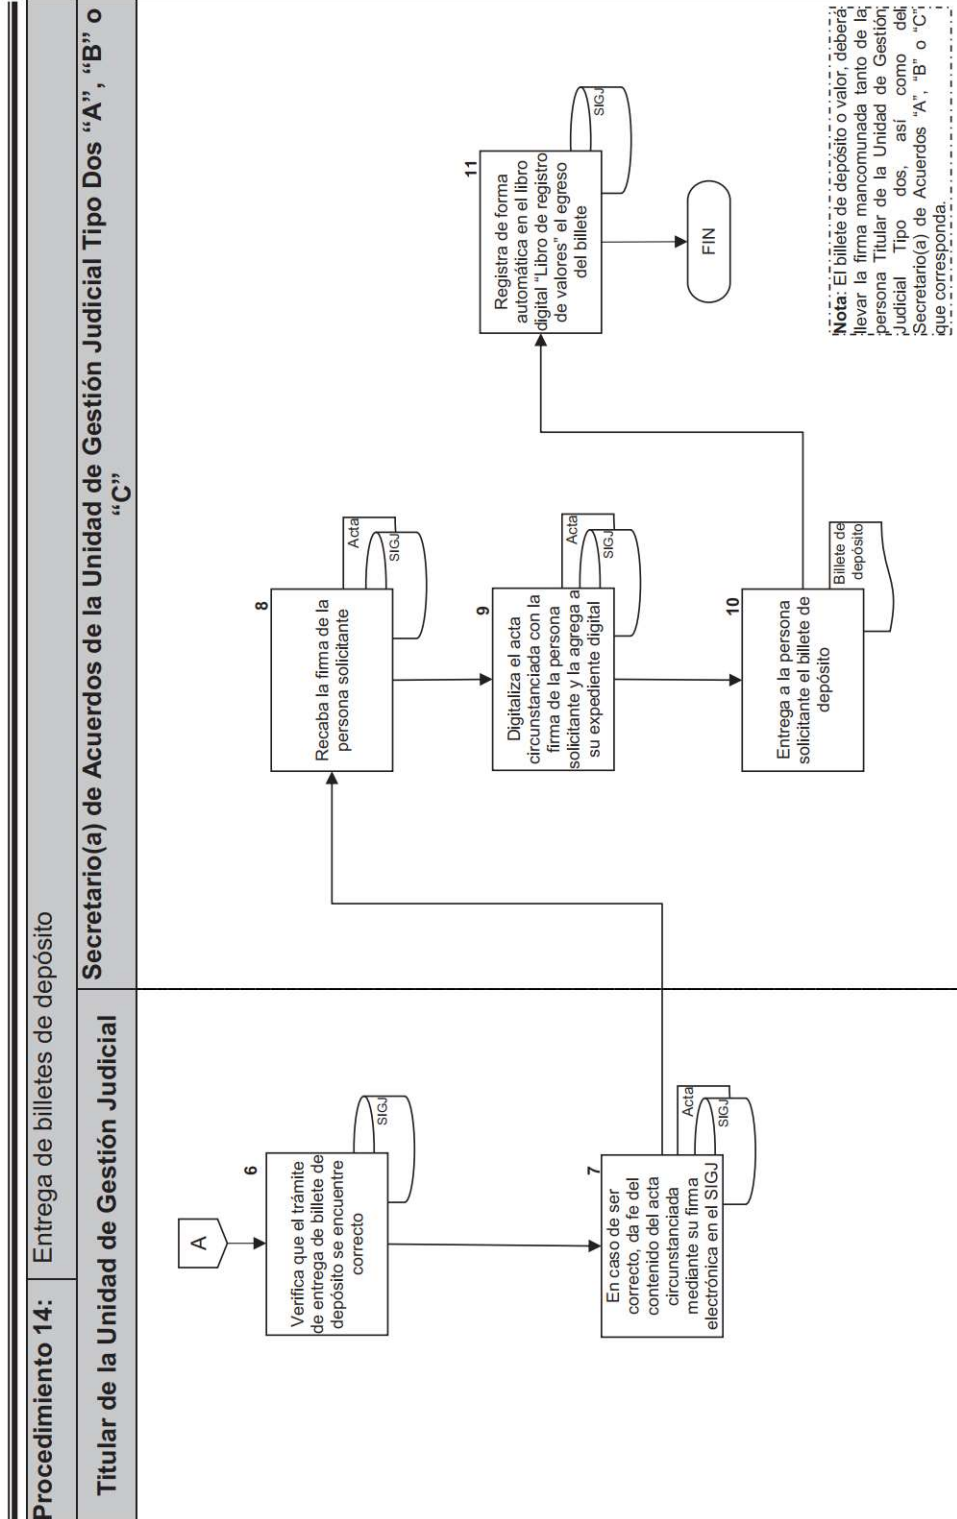 Procedimiento 14: Entrega de billetes de depósito
Titular de la Unidad de Gestión Judicial
Secretario(a) de Acuerdos de la Unidad de Gestión Judicial Tipo Dos “A”, “B” o
“C”
A
6
Verifica que el trámite
de entrega de billete de
depósito se encuentre
correcto
SIGJ
7
En caso de ser
correcto, da fe del
contenido del acta
circunstanciada
mediante su firma
electrónica en el SIGJ
Acta
SIGJ
8
Recaba la firma de la
persona solicitante
Acta
SIGJ
9
Digitaliza el acta
circunstanciada con la
firma de la persona
solicitante y la agrega a
su expediente digital
Acta
SIGJ
10
Entrega a la persona
solicitante el billete de
depósito
Billete de
depósito
11
Registra de forma
automática en el libro
digital “Libro de registro
de valores” el egreso
del billete
SIGJ
FIN
Nota: El billete de depósito o valor, deberá
llevar la firma mancomunada tanto de la
persona Titular de la Unidad de Gestión
Judicial Tipo dos, así como del
Secretario(a) de Acuerdos “A”, “B” o “C”
que corresponda.